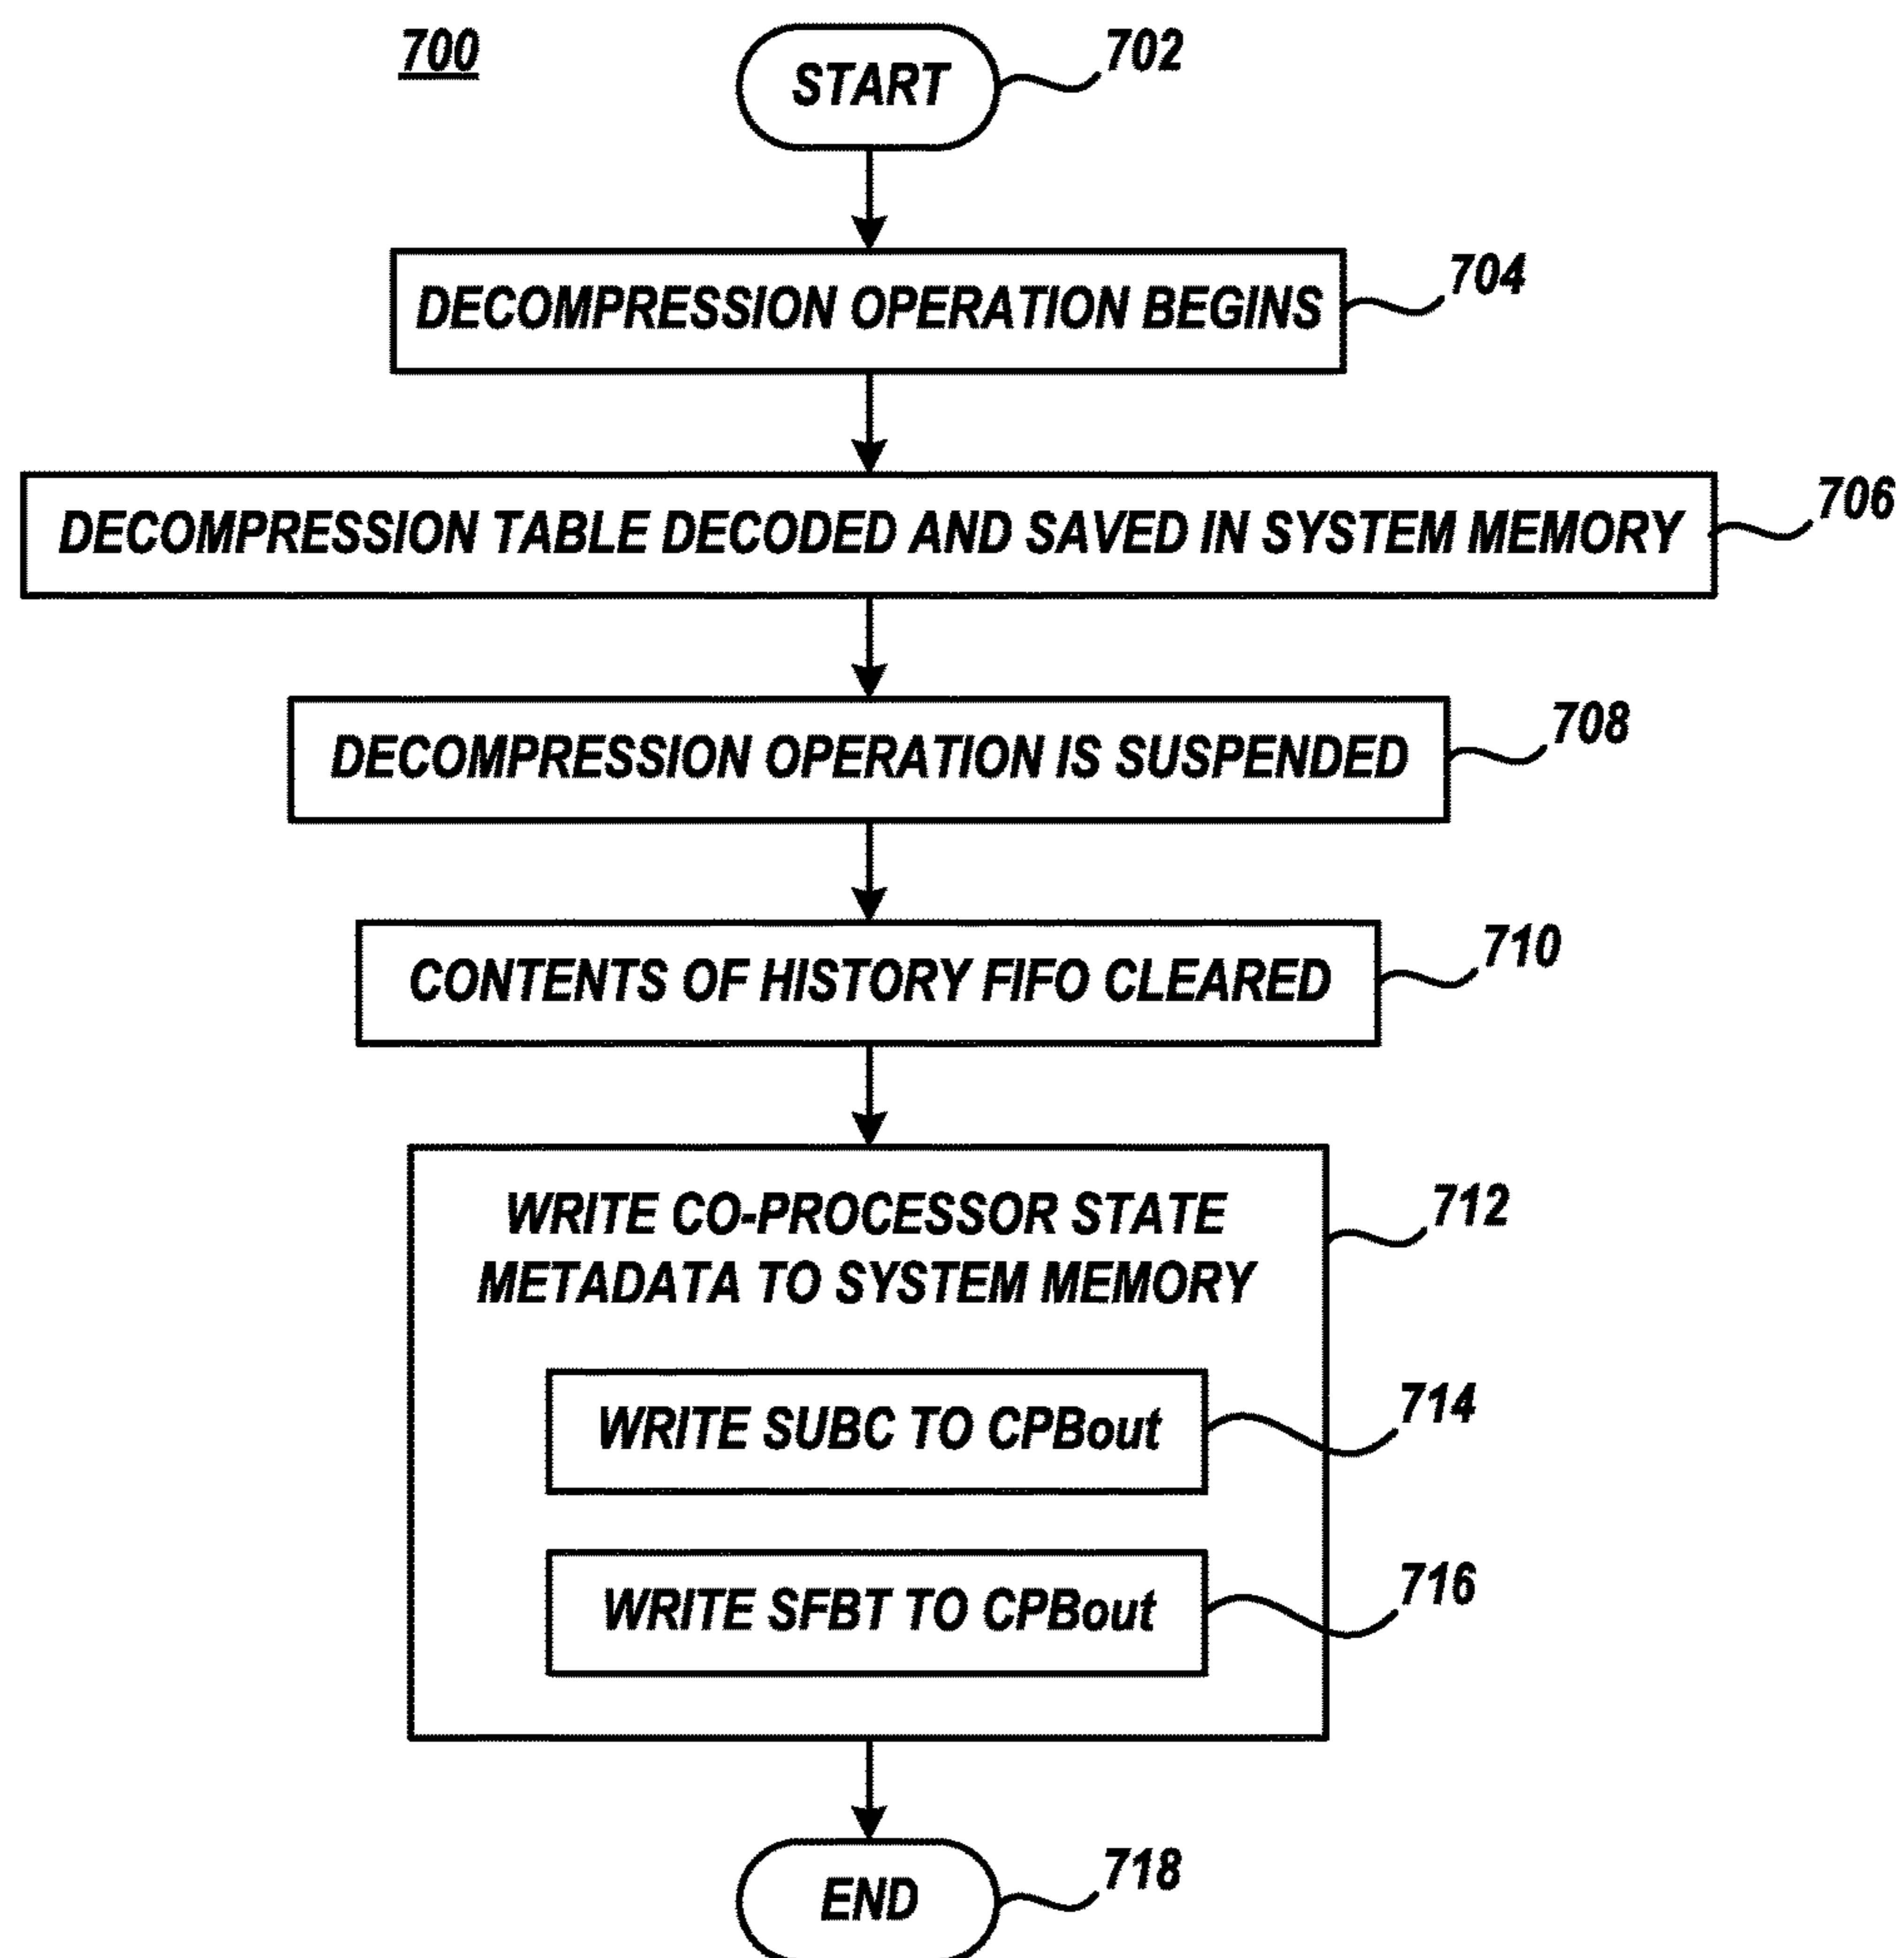 700
START
702
DECOMPRESSION OPERATION BEGINS
704
DECOMPRESSION TABLE DECODED AND SAVED IN SYSTEM MEMORY
706
DECOMPRESSION OPERATION IS SUSPENDED
708
CONTENTS OF HISTORY FIFO CLEARED
710
WRITE CO-PROCESSOR STATE
METADATA TO SYSTEM MEMORY
712
WRITE SUBC TO CPBout
714
WRITE SFBT TO CPBout
716
END
718